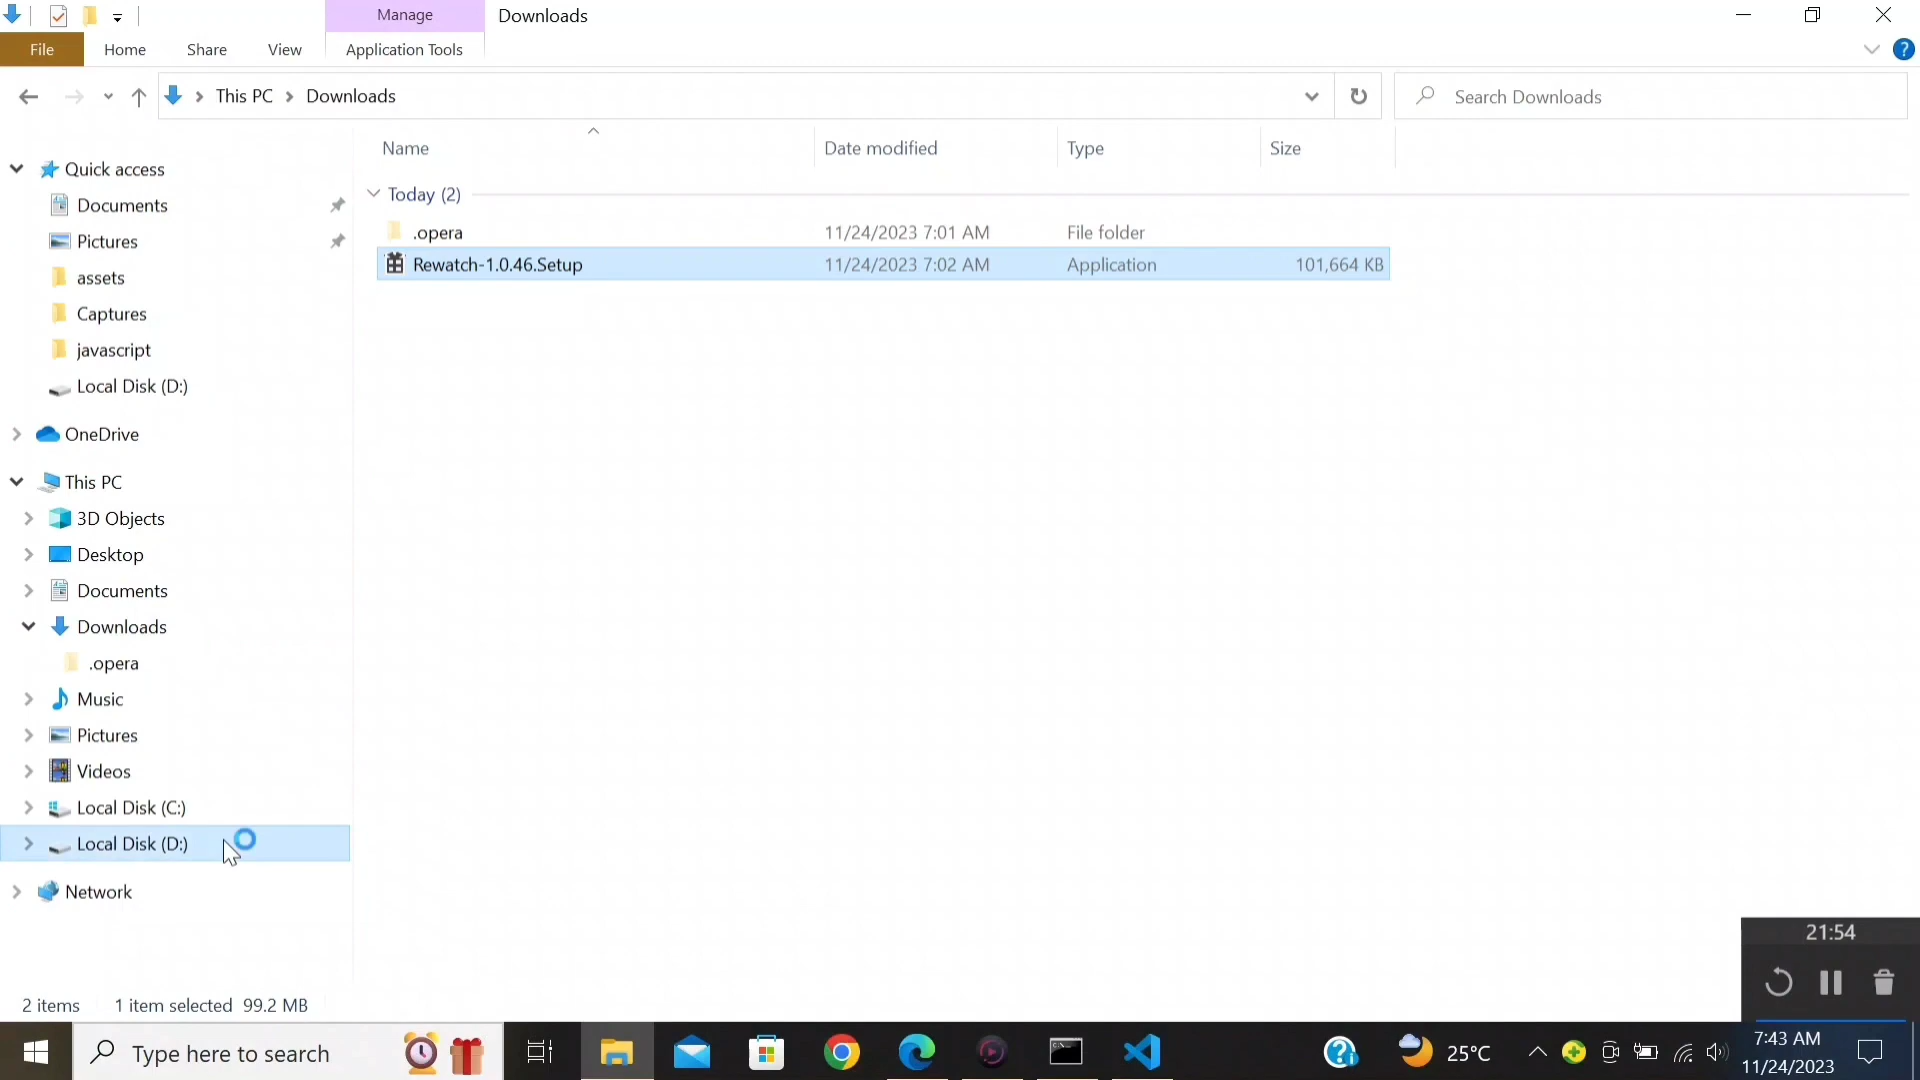 Manage
Downloads
File
Home
Share
View
Application Tools
This PC
Downloads
Search Downloads
Name
Date modified
Type
Size
Quick access
Documents
Pictures
assets
Captures
javascript
Local Disk (D:)
OneDrive
This PC
3D Objects
Desktop
Documents
Downloads
.opera
Music
Pictures
Videos
Local Disk (C:)
Local Disk (D:)
Network
Today (2)
.opera 11/24/2023 7:01 AM File folder
Rewatch-1.0.46.Setup 11/24/2023 7:02 AM Application 101,664 KB
21:54
2 items 1 item selected 99.2 MB
Type here to search
25°C
7:43 AM
11/24/2023